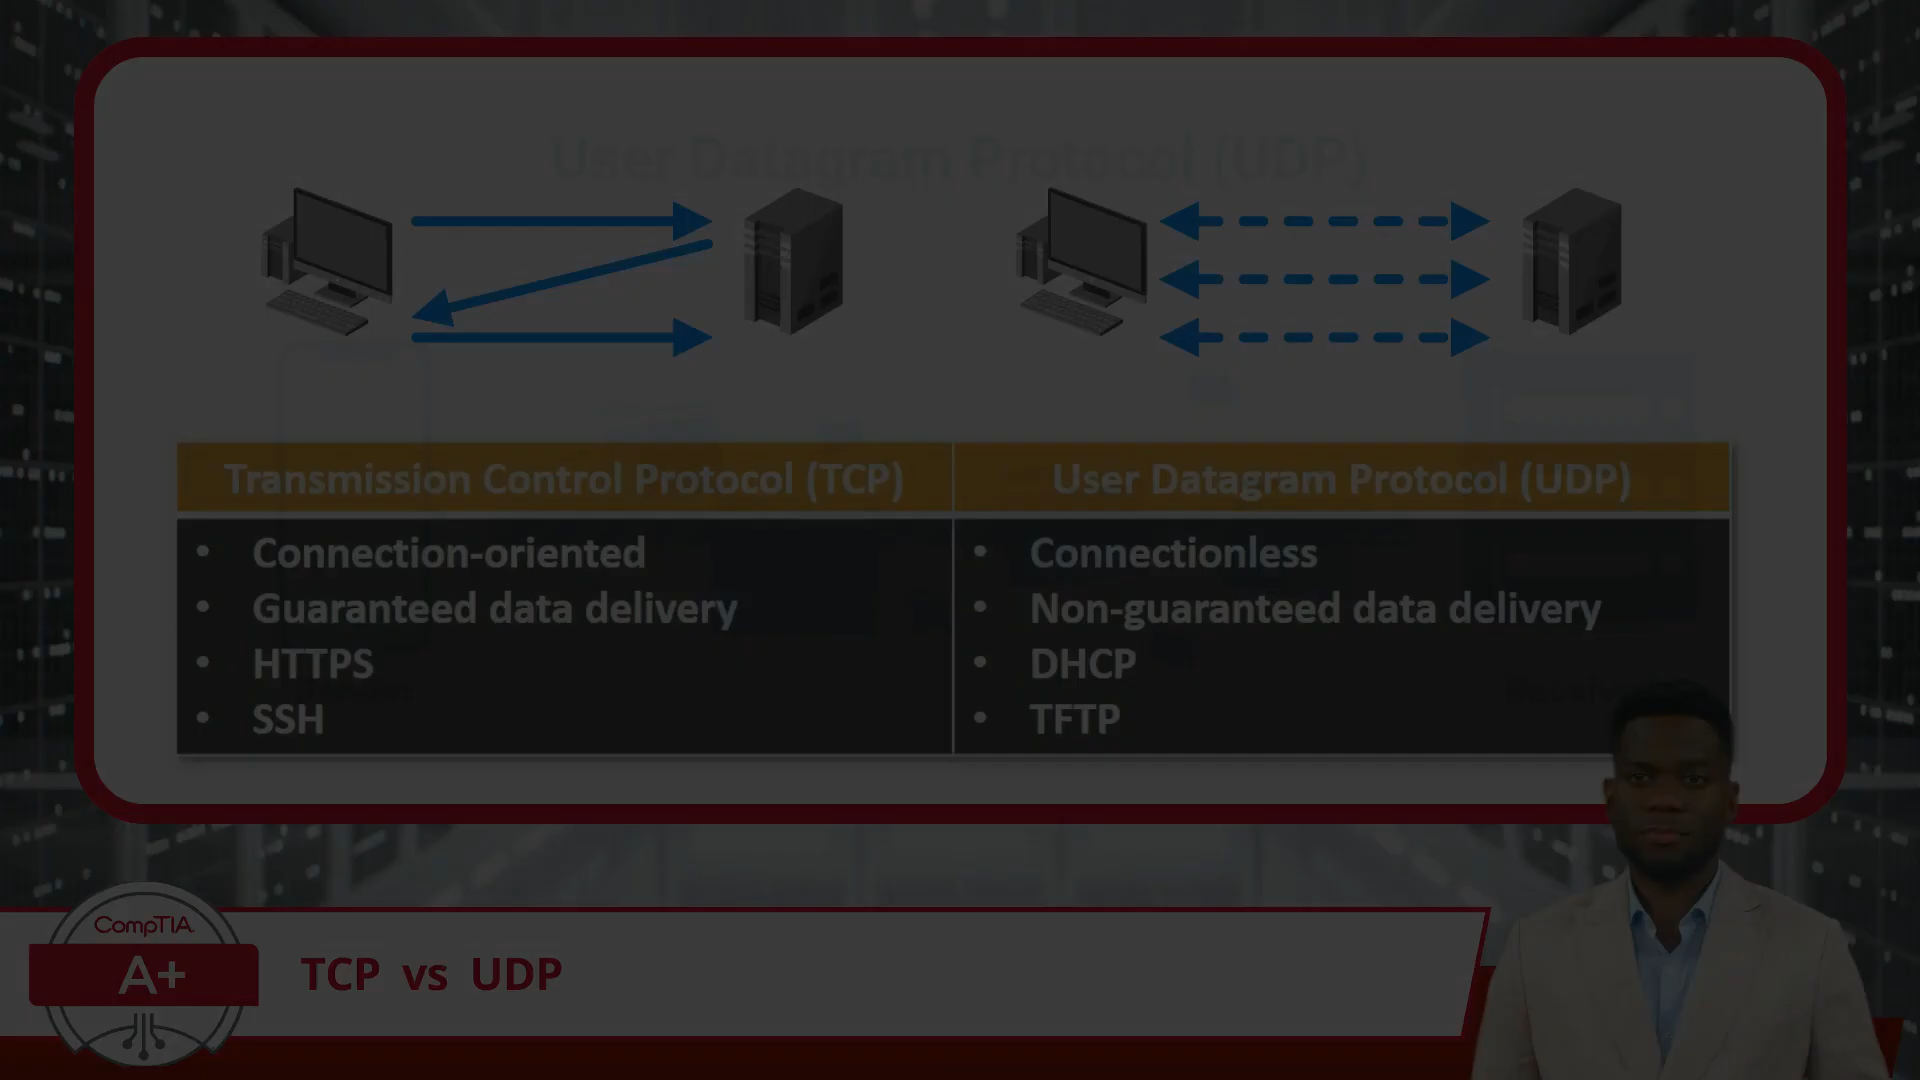 User Datagram Protocol (UDP)
Transmission Control Protocol (TCP)
• Connection-oriented
• Guaranteed data delivery
• HTTPS
• SSH
User Datagram Protocol (UDP)
• Connectionless
• Non-guaranteed data delivery
• DHCP
• TFTP
CompTIA
A+
TCP vs UDP